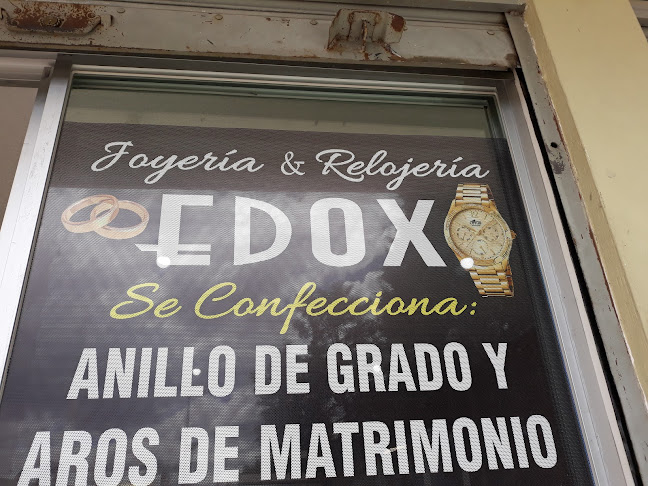 Joyería & Relojería
EDOX
Se Confecciona:
ANILLO DE GRADO Y
AROS DE MATRIMONIO